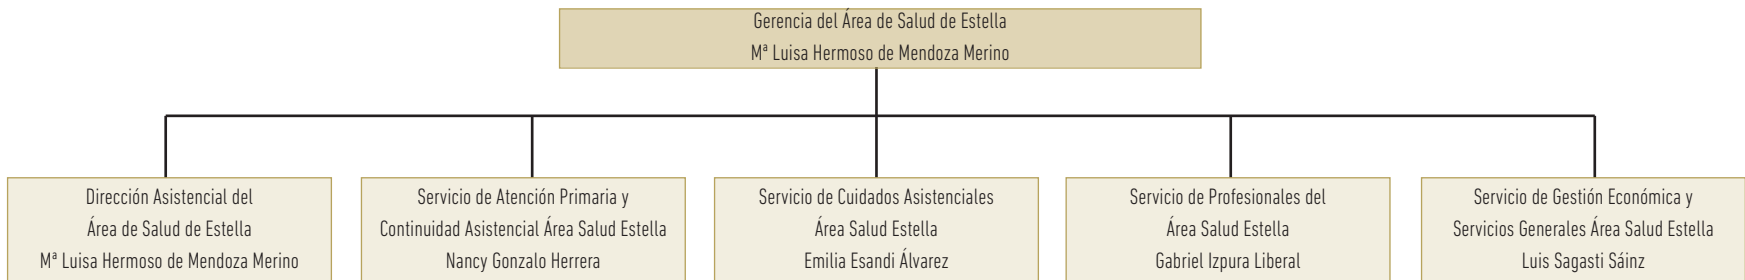 Gerencia del Área de Salud de Estella
Mª Luisa Hermoso de Mendoza Merino
Dirección Asistencial del
Área de Salud de Estella
Mª Luisa Hermoso de Mendoza Merino
Servicio de Atención Primaria y
Continuidad Asistencial Área Salud Estella
Nancy Gonzalo Herrera
Servicio de Cuidados Asistenciales
Área Salud Estella
Emilia Esandi Álvarez
Servicio de Profesionales del
Área Salud Estella
Gabriel Izpura Liberal
Servicio de Gestión Económica y
Servicios Generales Área Salud Estella
Luis Sagasti Sáinz